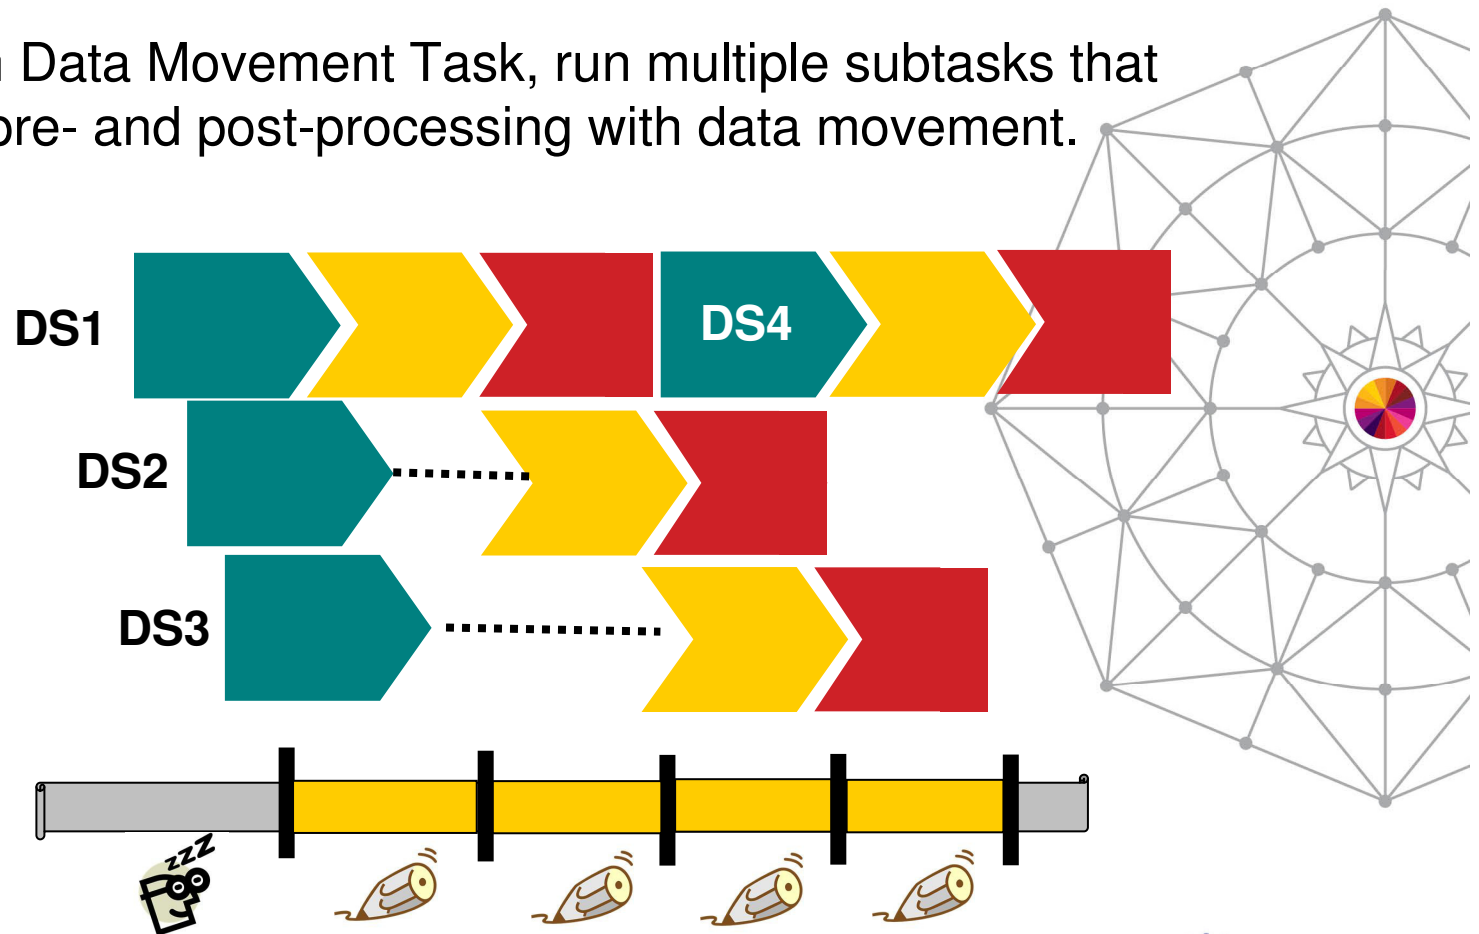 Data Movement Task, run multiple subtasks that
pre- and post-processing with data movement.
DS1
DS4
DS2
DS3
zzz